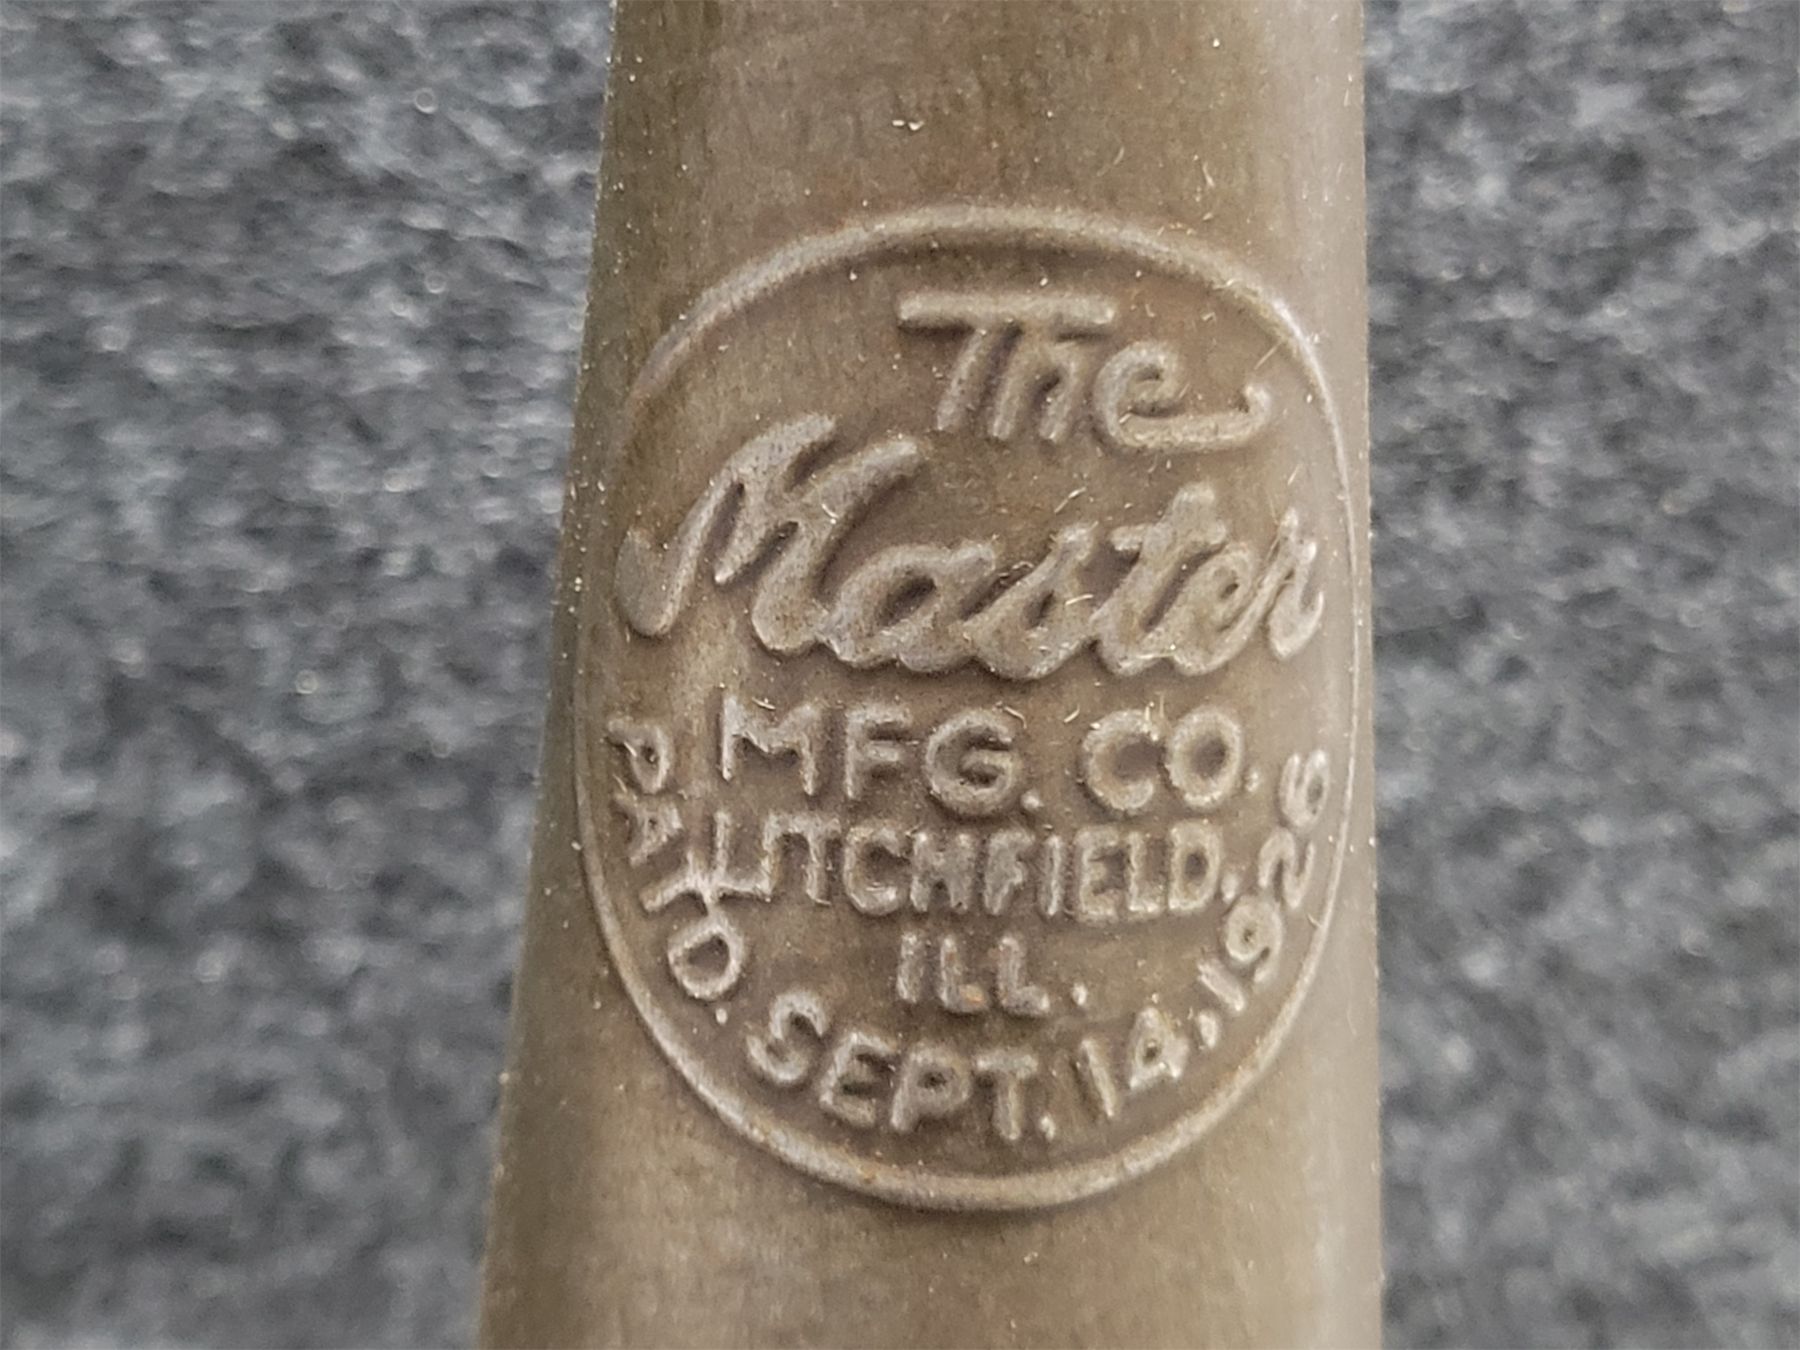 The
Master
MFG. CO.
LITCHFIELD.
ILL.
PAT'D. SEPT. 14, 1926